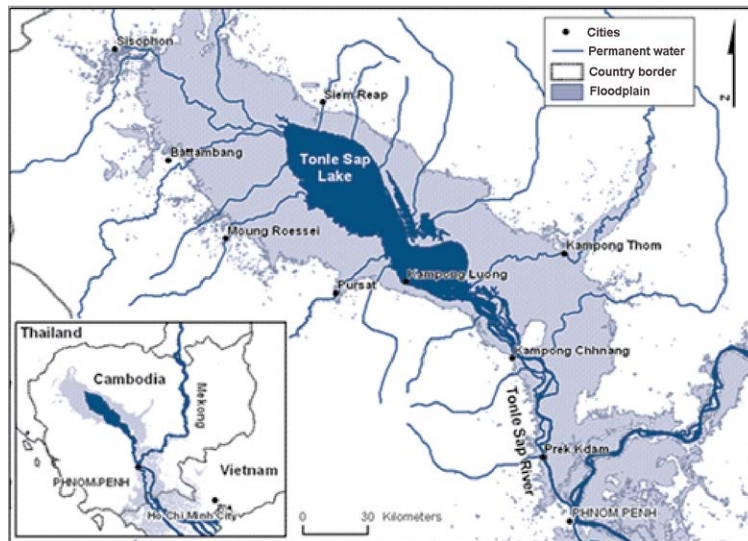 Sisophon
Siem Reap
Battambang
Tonle Sap
Lake
Moung Roessei
Pursat
Kampong Luong
Kampong Thom
Kampong Chhnang
Tonle Sap River
Prek Kdam
PHNOM PENH
0 30 Kilometers
Cities
Permanent water
Country border
Floodplain
N
Thailand
Cambodia
Mekong
Vietnam
PHNOM-PENH
Ho Chi Minh City